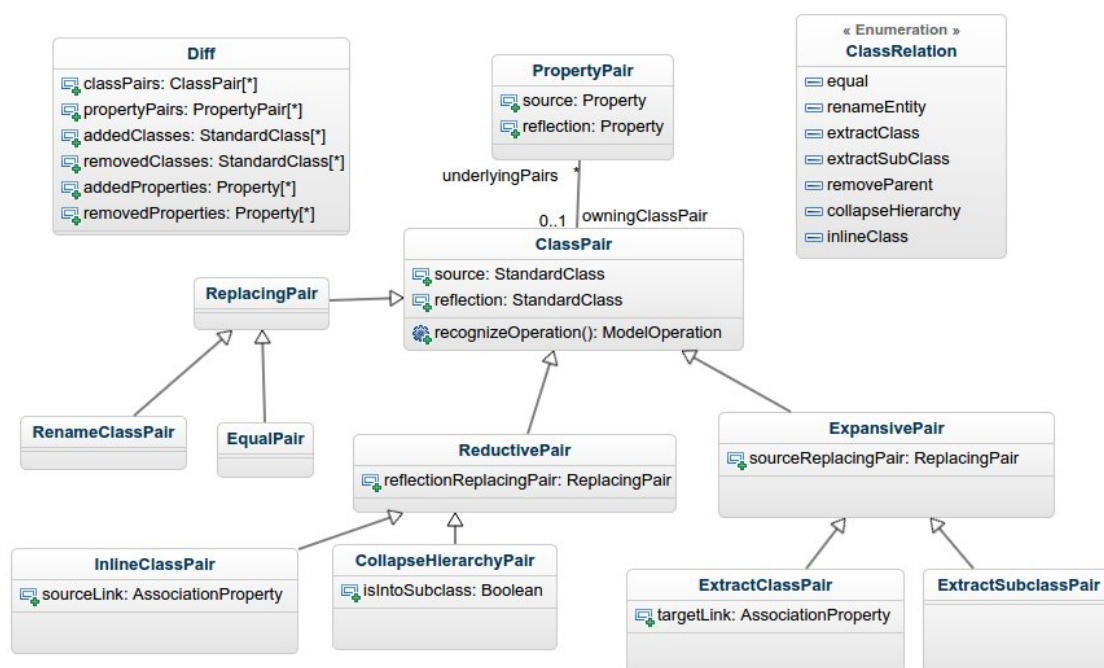 Diff
classPairs: ClassPair[*]
propertyPairs: PropertyPair[*]
addedClasses: StandardClass[*]
removedClasses: StandardClass[*]
addedProperties: Property[*]
removedProperties: Property[*]
PropertyPair
source: Property
reflection: Property
« Enumeration »
ClassRelation
equal
renameEntity
extractClass
extractSubClass
removeParent
collapseHierarchy
inlineClass
underlyingPairs *
0..1 owningClassPair
ClassPair
source: StandardClass
reflection: StandardClass
recognizeOperation(): ModelOperation
ReplacingPair
RenameClassPair
EqualPair
ReductivePair
reflectionReplacingPair: ReplacingPair
ExpansivePair
sourceReplacingPair: ReplacingPair
InlineClassPair
sourceLink: AssociationProperty
CollapseHierarchyPair
isIntoSubclass: Boolean
ExtractClassPair
targetLink: AssociationProperty
ExtractSubclassPair